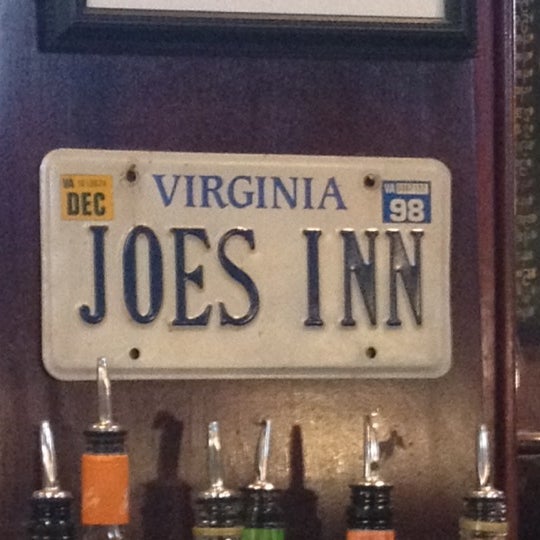 VA
DEC
VIRGINIA
VA
98
JOES INN